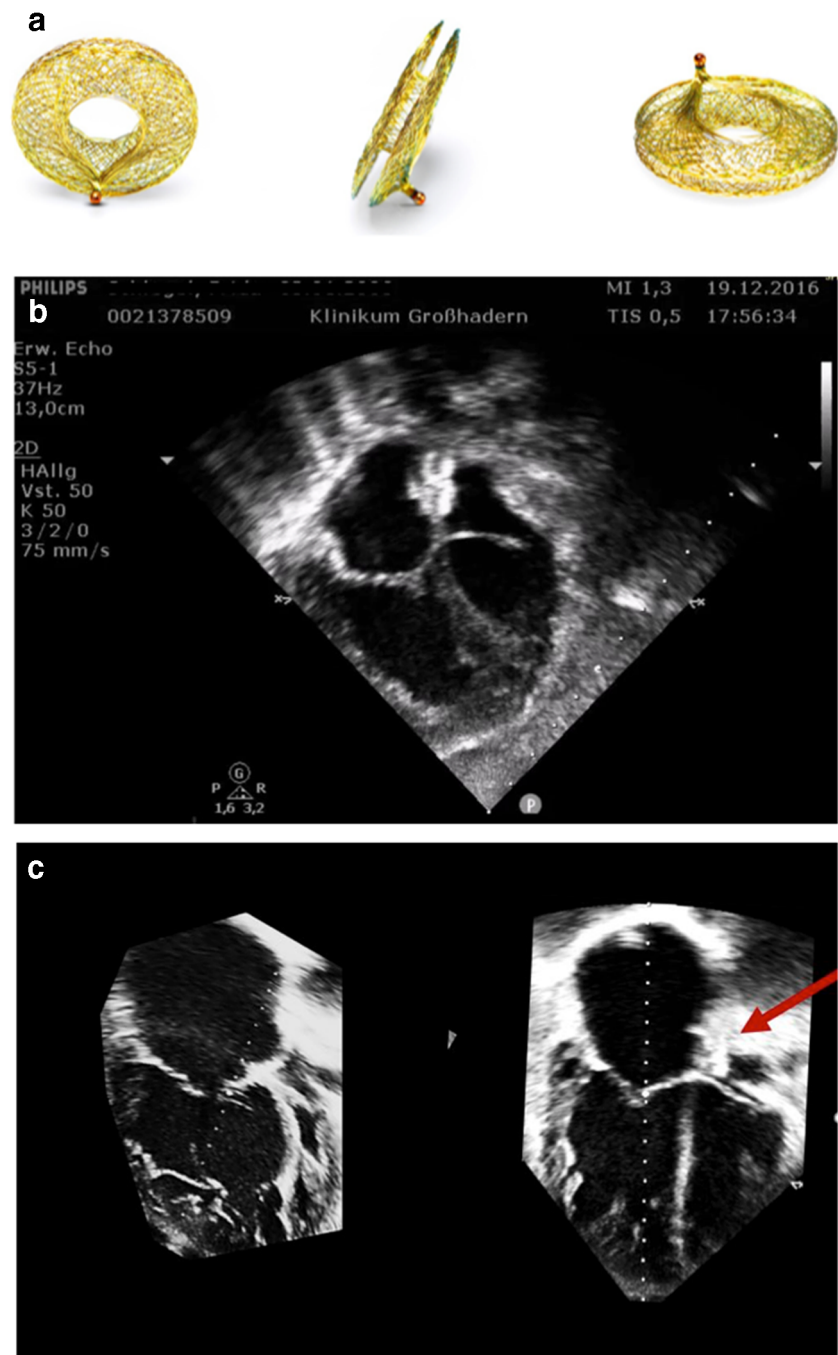 a
PHILIPS
MI 1,3 19.12.2016
b
0021378509 Klinikum Großhadern TIS 0,5 17:56:34
Erw. Echo
S5-1
37Hz
13,0cm
2D
HAllg
Vst. 50
K 50
3/2/0
75 mm/s
G
P R
1,6 3,2
P
c